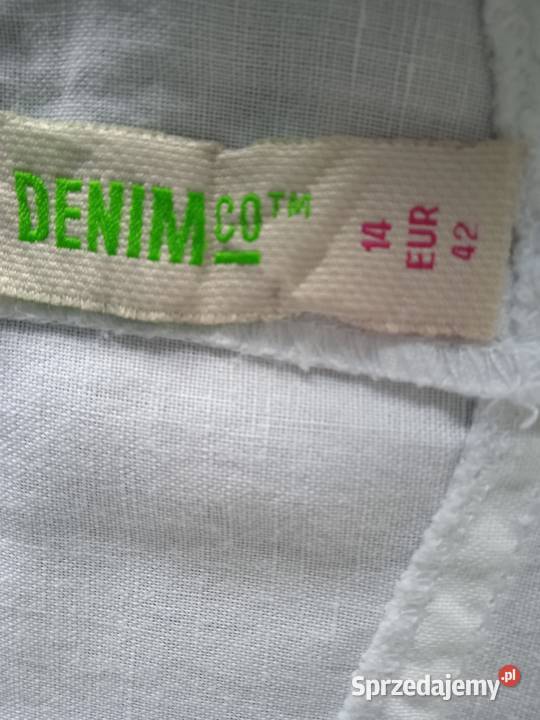 DENIM CO™
14
EUR
42
Sprzedajemy.pl